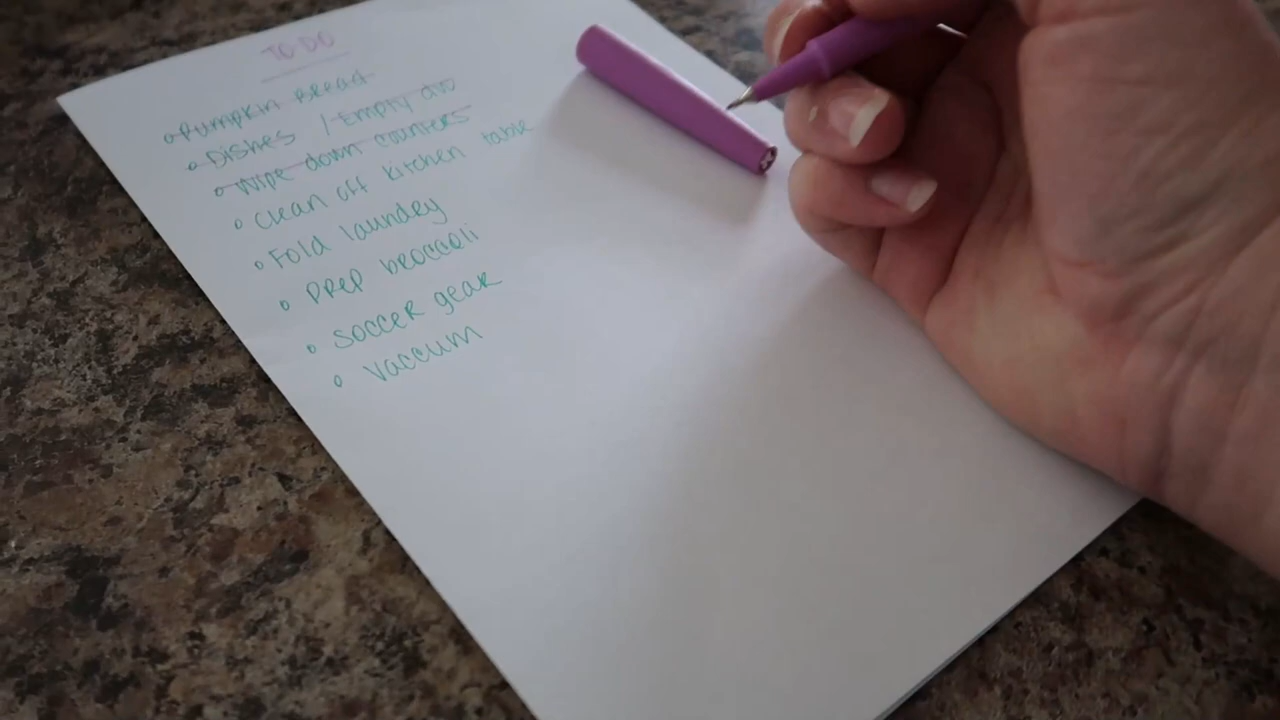 TO-DO
Pumpkin Bread
Dishes / Empty DW
Wipe down counters
Clean off kitchen table
Fold laundry
Prep broccoli
Soccer gear
Vaccum